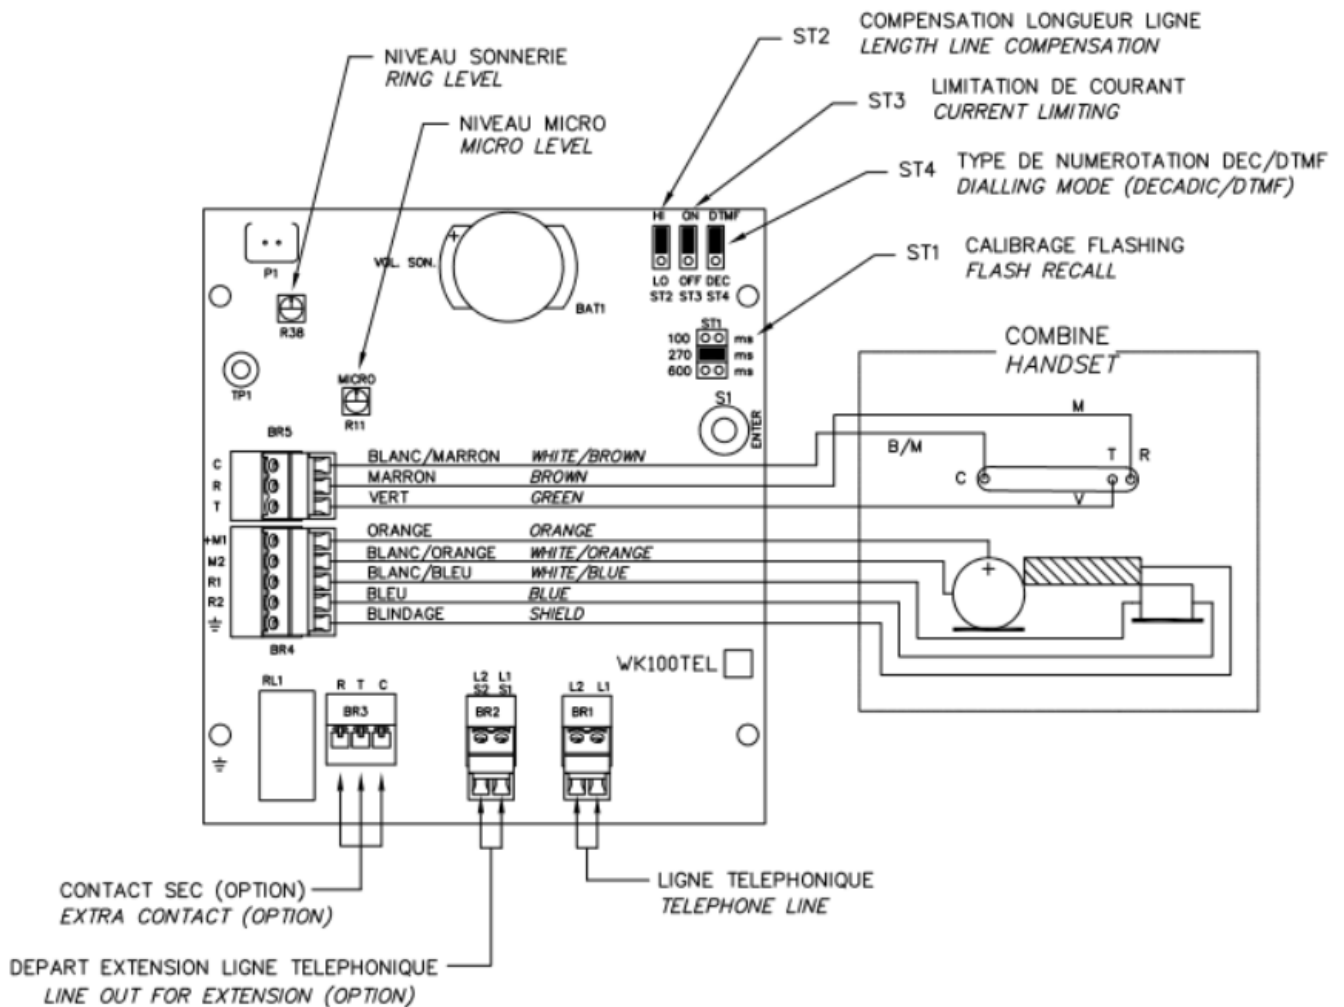 COMPENSATION LONGUEUR LIGNE
ST2
LENGTH LINE COMPENSATION
NIVEAU SONNERIE
RING LEVEL
LIMITATION DE COURANT
ST3
CURRENT LIMITING
NIVEAU MICRO
MICRO LEVEL
TYPE DE NUMEROTATION DEC/DTMF
ST4
DIALLING MODE (DECADIC/DTMF)
HI ON DTMF
CALIBRAGE FLASHING
ST1
FLASH RECALL
+
VOL. SON.
P1
LO OFF DEC
ST2 ST3 ST4
BAT1
R38
ST1
100 ms
270 ms
600 ms
COMBINE
HANDSET
TP1
MICRO
R11
S1
ENTER
BR5
M
B/M
T R
C
V
C BLANC/MARRON WHITE/BROWN
R MARRON BROWN
T VERT GREEN
+M1 ORANGE ORANGE
M2 BLANC/ORANGE WHITE/ORANGE
R1 BLANC/BLEU WHITE/BLUE
R2 BLEU BLUE
BLINDAGE SHIELD
+
BR4
WK100TEL
RL1
R T C
BR3
L2 L1
S2 S1
BR2
L2 L1
BR1
CONTACT SEC (OPTION)
EXTRA CONTACT (OPTION)
LIGNE TELEPHONIQUE
TELEPHONE LINE
DEPART EXTENSION LIGNE TELEPHONIQUE
LINE OUT FOR EXTENSION (OPTION)